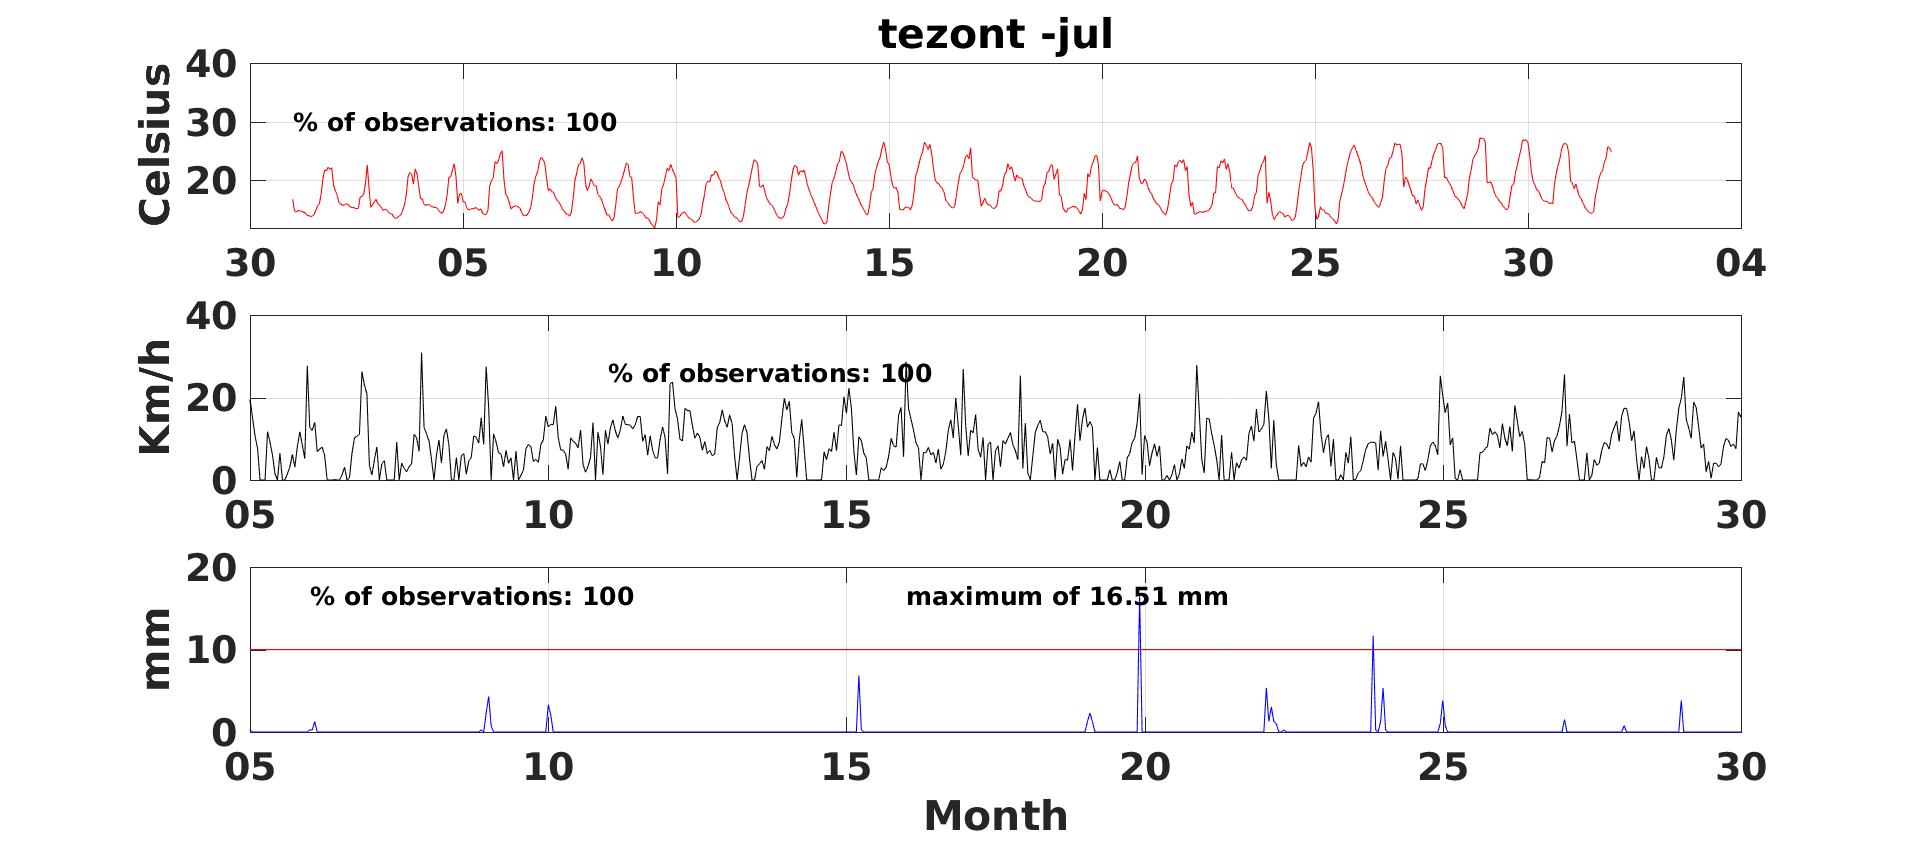 tezont -jul
40
30
20
Celsius
% of observations: 100
30 05 10 15 20 25 30 04
40
20
0
Km/h
% of observations: 100
05 10 15 20 25 30
20
10
0
mm
% of observations: 100 maximum of 16.51 mm
05 10 15 20 25 30
Month